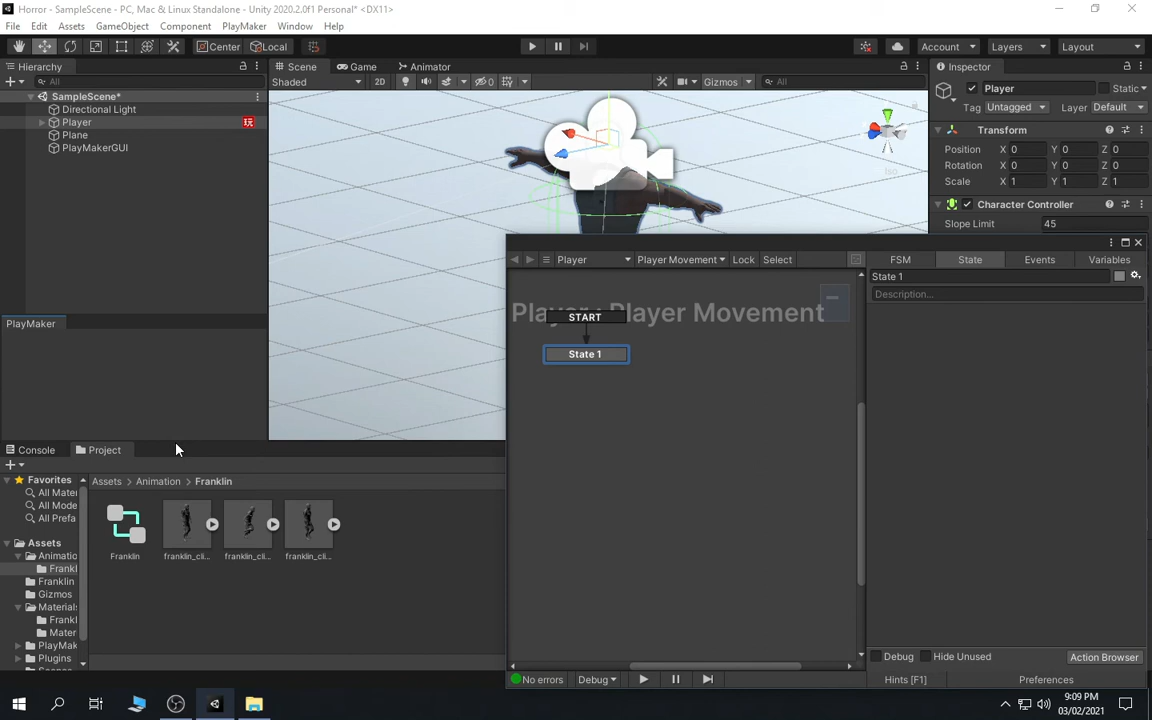 Horror - SampleScene - PC, Mac & Linux Standalone - Unity 2020.2.0f1 Personal* <DX11>
File Edit Assets GameObject Component PlayMaker Window Help
Center Local Account Layers Layout
Hierarchy
All
SampleScene*
Directional Light
Player
玩
Plane
PlayMakerGUI
PlayMaker
Scene Game Animator
Shaded 2D 0 Gizmos All
Iso
Inspector
Player Static
Tag Untagged Layer Default
Transform
Position X 0 Y 0 Z 0
Rotation X 0 Y 0 Z 0
Scale X 1 Y 1 Z 1
Character Controller
Slope Limit 45
Player Player Movement Lock Select
FSM State Events Variables
State 1
Description...
Player : Player Movement
START
State 1
Debug Hide Unused Action Browser
No errors Debug Hints [F1] Preferences
Console Project
Favorites
All Mater
All Mode
All Prefa
Assets
Animatio
Frankl
Franklin
Gizmos
Materials
Frankl
Mater
PlayMak
Plugins
Assets > Animation > Franklin
Franklin franklin_cli... franklin_cli... franklin_cli...
9:09 PM
03/02/2021